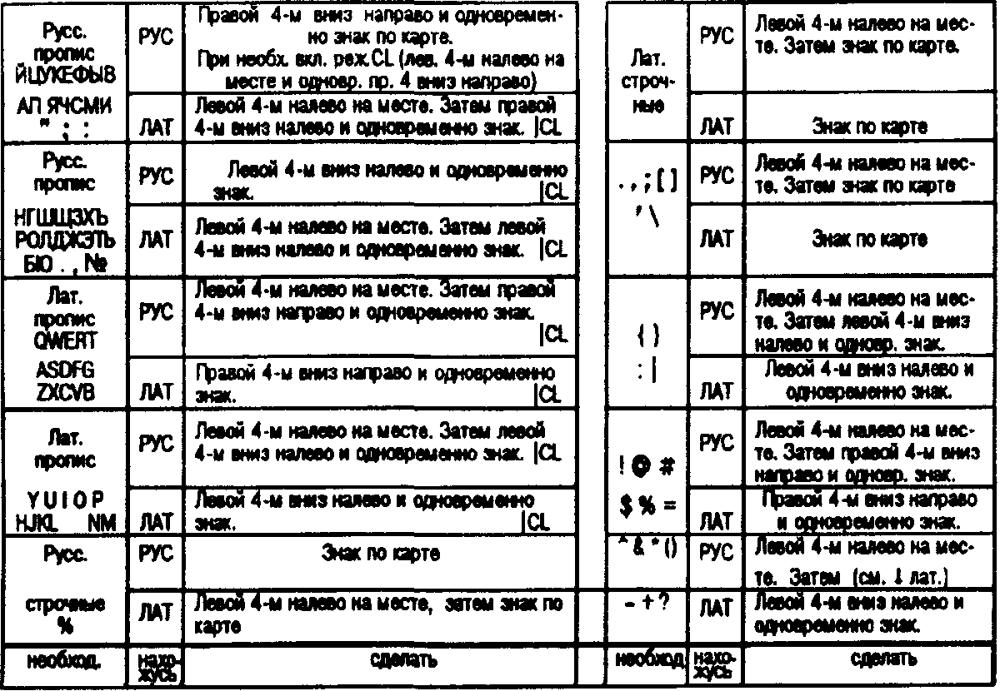 Русс.
пропис
ЙЦУКЕФЫВ
АП ЯЧСМИ
" ; :
РУС
Правой 4-м вниз направо и одновремен-
но знак по карте.
При необх. вкл. реж.CL (лев. 4-м налево на
месте и одновр. пр. 4 вниз направо)
ЛАТ
Левой 4-м налево на месте. Затем правой
4-м вниз налево и одновременно знак. |CL
Русс.
пропис
НГШЩЗХЪ
РОЛДЖЭТЬ
БЮ . , №
РУС
Левой 4-м вниз налево и одновременно
знак. |CL
ЛАТ
Левой 4-м налево на месте. Затем левой
4-м вниз налево и одновременно знак. |CL
Лат.
пропис
QWERT
ASDFG
ZXCVB
РУС
Левой 4-м налево на месте. Затем правой
4-м вниз направо и одновременно знак.
|CL
ЛАТ
Правой 4-м вниз направо и одновременно
знак. |CL
Лат.
пропис
Y U I O P
HJKL NM
РУС
Левой 4-м налево на месте. Затем левой
4-м вниз налево и одновременно знак. |CL
ЛАТ
Левой 4-м вниз налево и одновременно
знак. |CL
Русс.
строчные
%
РУС
Знак по карте
ЛАТ
Левой 4-м налево на месте, затем знак по
карте
необход.
нахо-
жусь
сделать
Лат.
строч-
ные
РУС
Левой 4-м налево на мес-
те. Затем знак по карте.
ЛАТ
Знак по карте
. , ; [ ]
' \
РУС
Левой 4-м налево на мес-
те. Затем знак по карте
ЛАТ
Знак по карте
{ }
: |
РУС
Левой 4-м налево на мес-
те. Затем левой 4-м вниз
налево и одновр. знак.
ЛАТ
Левой 4-м вниз налево и
одновременно знак.
! @ #
$ % =
РУС
Левой 4-м налево на мес-
те. Затем правой 4-м вниз
направо и одновр. знак.
ЛАТ
Правой 4-м вниз направо
и одновременно знак.
^ & * ()
- + ?
РУС
Левой 4-м налево на мес-
те. Затем (см. ↓ лат.)
ЛАТ
Левой 4-м вниз налево и
одновременно знак.
необход
нахо-
жусь
сделать